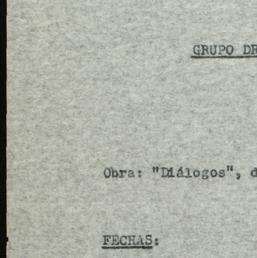 GRUPO DR
Obra: "Diálogos", d
FECHAS: